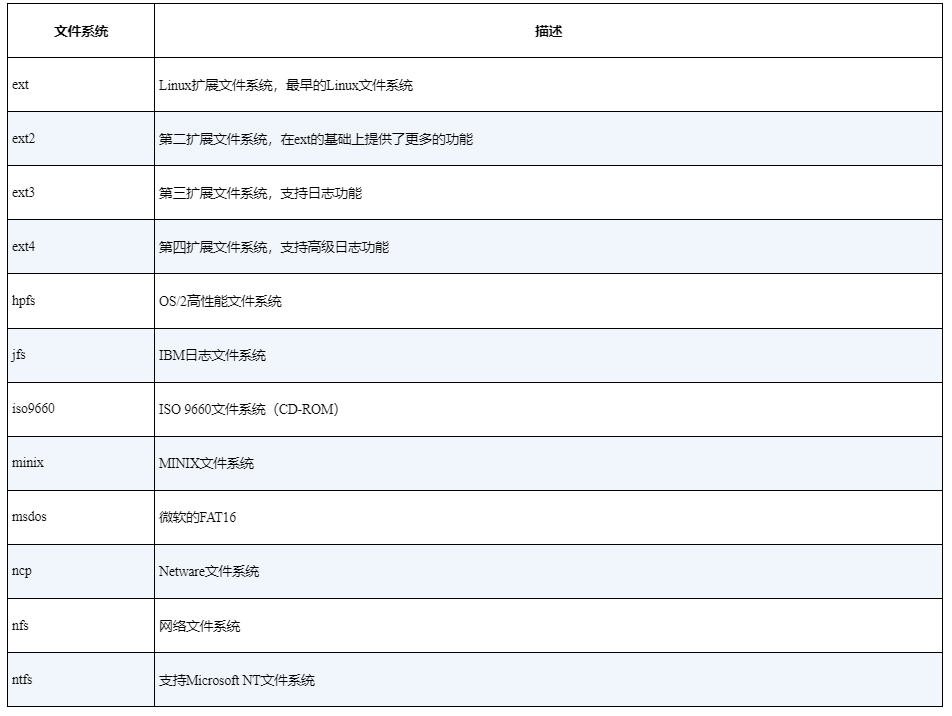 文件系统 描述
ext Linux扩展文件系统，最早的Linux文件系统
ext2 第二扩展文件系统，在ext的基础上提供了更多的功能
ext3 第三扩展文件系统，支持日志功能
ext4 第四扩展文件系统，支持高级日志功能
hpfs OS/2高性能文件系统
jfs IBM日志文件系统
iso9660 ISO 9660文件系统（CD-ROM）
minix MINIX文件系统
msdos 微软的FAT16
ncp Netware文件系统
nfs 网络文件系统
ntfs 支持Microsoft NT文件系统